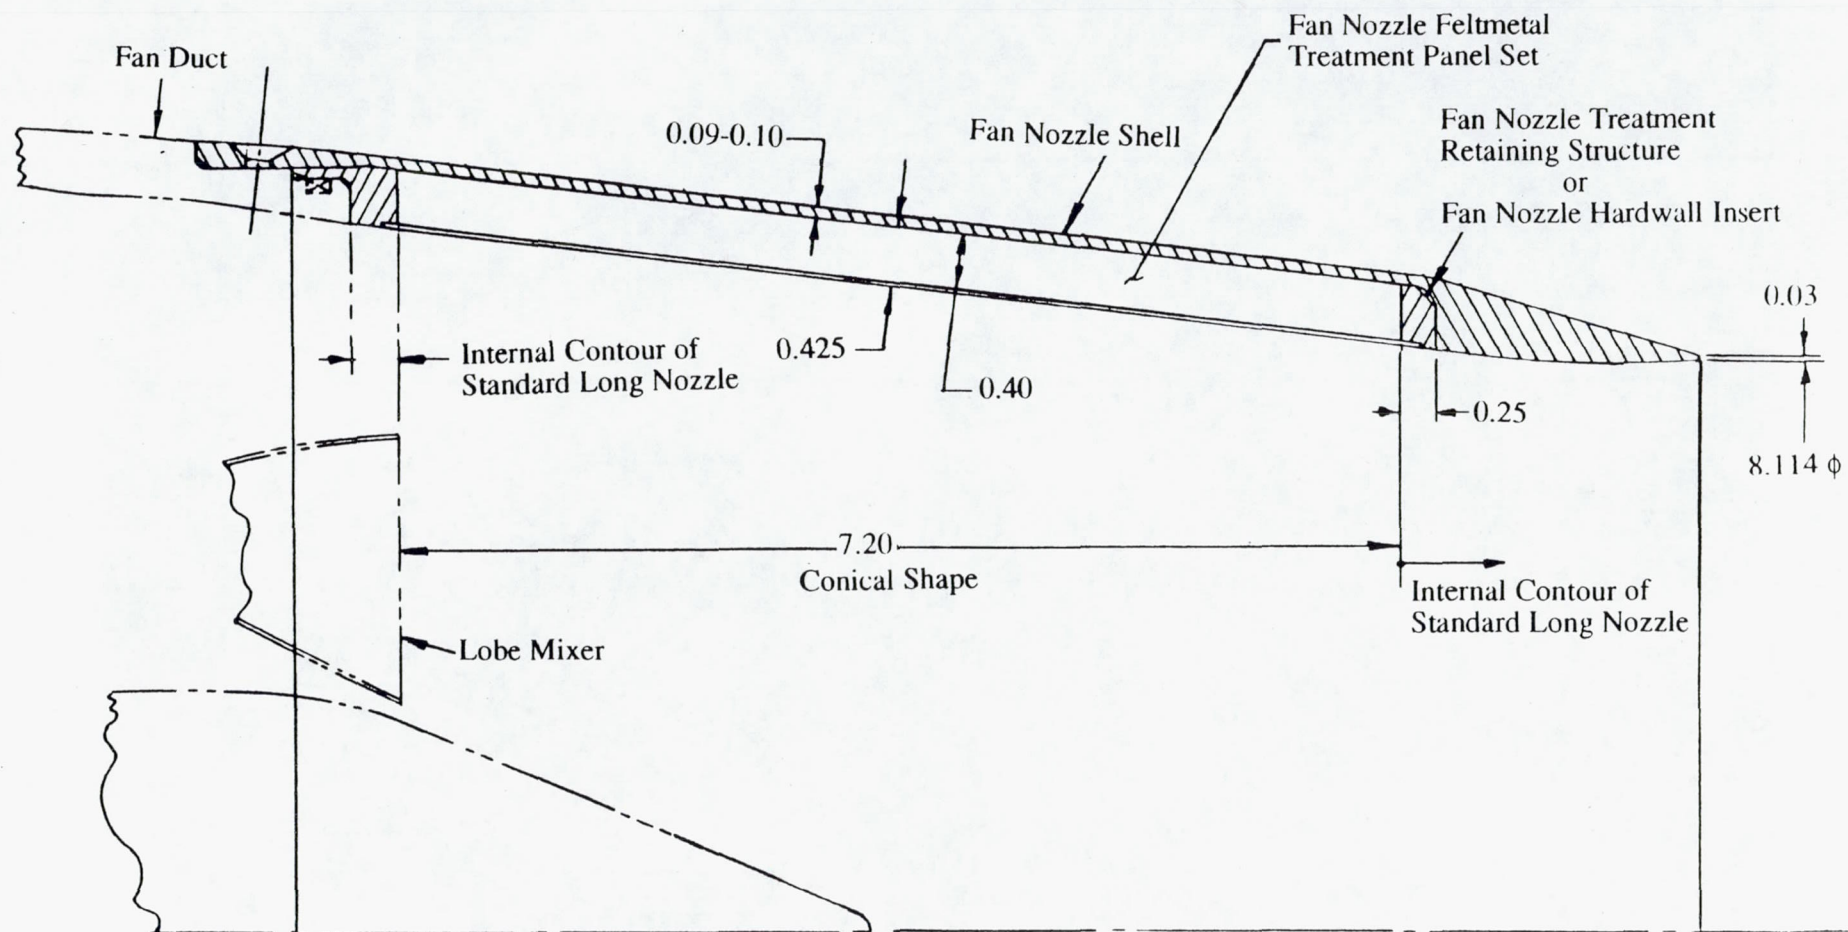 Fan Duct
Fan Nozzle Feltmetal
Treatment Panel Set
0.09-0.10
Fan Nozzle Shell
Fan Nozzle Treatment
Retaining Structure
or
Fan Nozzle Hardwall Insert
0.03
Internal Contour of
Standard Long Nozzle
0.425
0.40
0.25
8.114 ϕ
7.20
Conical Shape
Internal Contour of
Standard Long Nozzle
Lobe Mixer